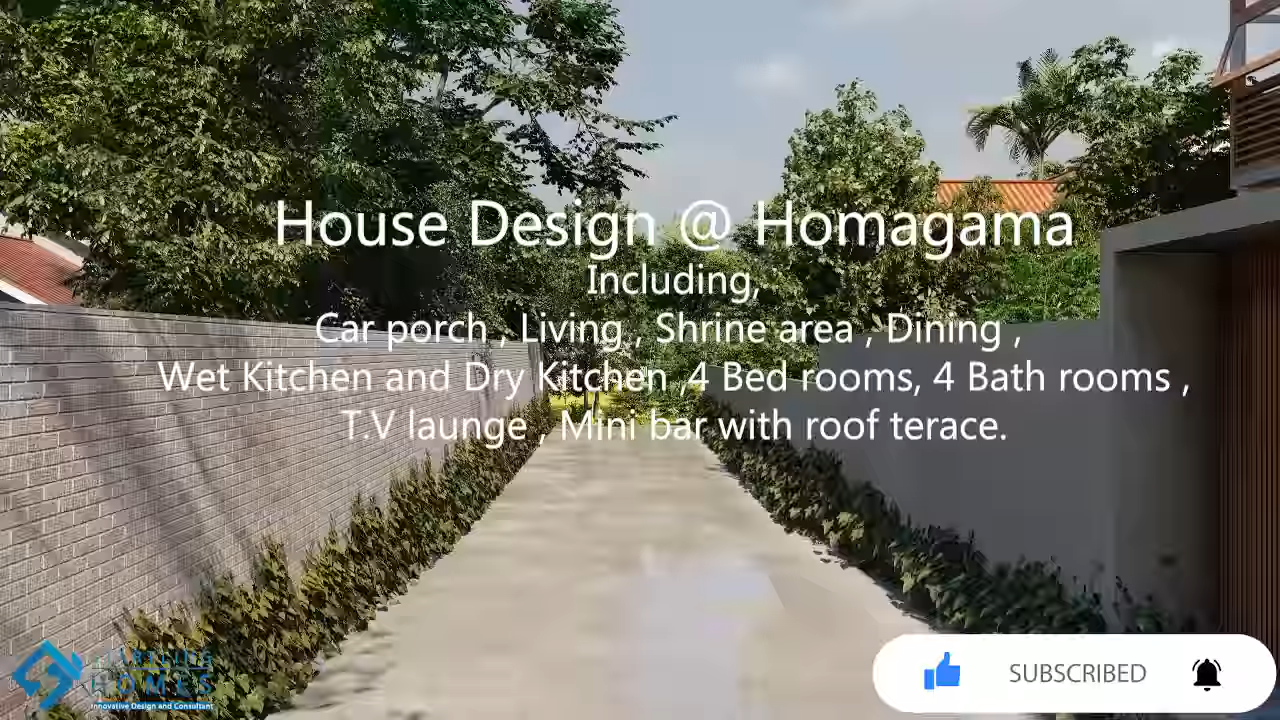 House Design @ Homagama
Including,
Car porch , Living , Shrine area , Dining ,
Wet Kitchen and Dry Kitchen ,4 Bed rooms, 4 Bath rooms ,
T.V launge , Mini bar with roof terace.
HOMES
Innovative Design and Consultant
SUBSCRIBED